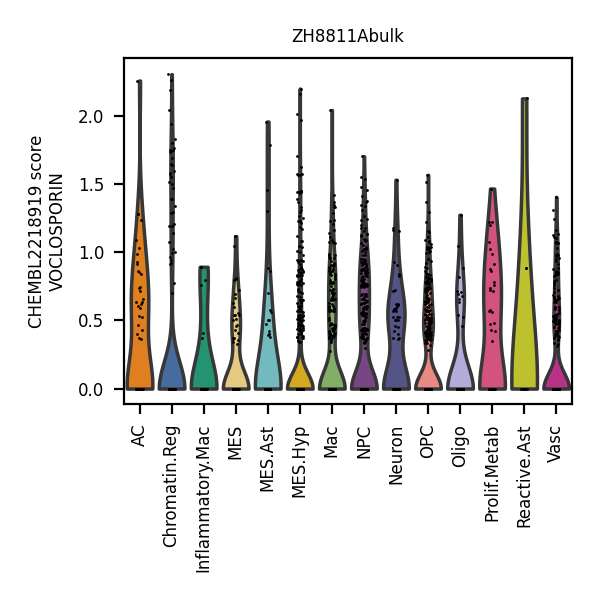 ZH8811Abulk
CHEMBL2218919 score
VOCLOSPORIN
2.0
1.5
1.0
0.5
0.0
AC
Chromatin.Reg
Inflammatory.Mac
MES
MES.Ast
MES.Hyp
Mac
NPC
Neuron
OPC
Oligo
Prolif.Metab
Reactive.Ast
Vasc